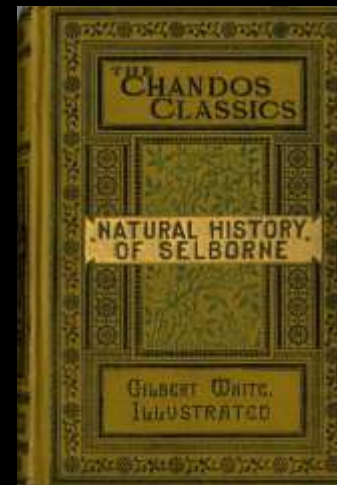 THE
CHANDOS
CLASSICS
NATURAL HISTORY
OF SELBORNE
GILBERT WHITE.
ILLUSTRATED